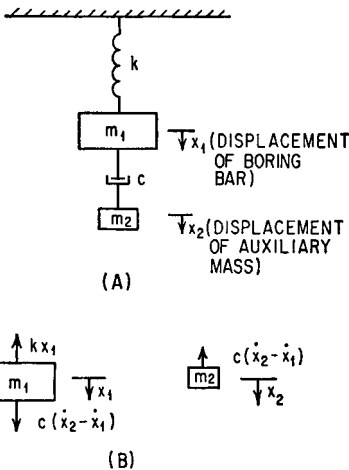 k
m₁
x₁ (DISPLACEMENT
OF BORING
BAR)
c
m₂
x₂ (DISPLACEMENT
OF AUXILIARY
MASS)
(A)
kx₁
m₁
x₁
c(ẋ₂-ẋ₁)
c(ẋ₂-ẋ₁)
m₂
x₂
(B)